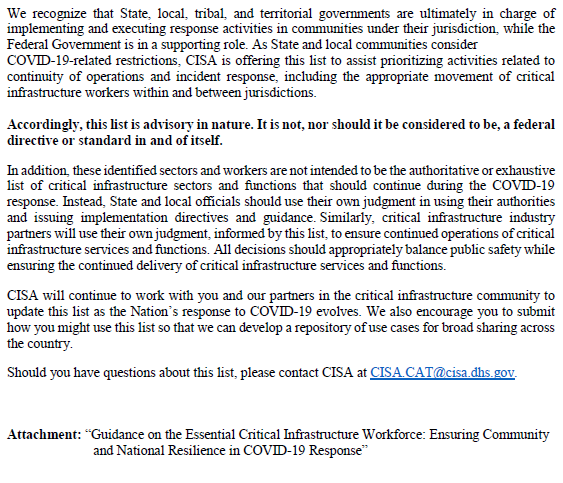 We recognize that State, local, tribal, and territorial governments are ultimately in charge of
implementing and executing response activities in communities under their jurisdiction, while the
Federal Government is in a supporting role. As State and local communities consider
COVID-19-related restrictions, CISA is offering this list to assist prioritizing activities related to
continuity of operations and incident response, including the appropriate movement of critical
infrastructure workers within and between jurisdictions.
Accordingly, this list is advisory in nature. It is not, nor should it be considered to be, a federal
directive or standard in and of itself.
In addition, these identified sectors and workers are not intended to be the authoritative or exhaustive
list of critical infrastructure sectors and functions that should continue during the COVID-19
response. Instead, State and local officials should use their own judgment in using their authorities
and issuing implementation directives and guidance. Similarly, critical infrastructure industry
partners will use their own judgment, informed by this list, to ensure continued operations of critical
infrastructure services and functions. All decisions should appropriately balance public safety while
ensuring the continued delivery of critical infrastructure services and functions.
CISA will continue to work with you and our partners in the critical infrastructure community to
update this list as the Nation's response to COVID-19 evolves. We also encourage you to submit
how you might use this list so that we can develop a repository of use cases for broad sharing across
the country.
Should you have questions about this list, please contact CISA at CISA.CAT@cisa.dhs.gov.
Attachment: "Guidance on the Essential Critical Infrastructure Workforce: Ensuring Community
and National Resilience in COVID-19 Response"